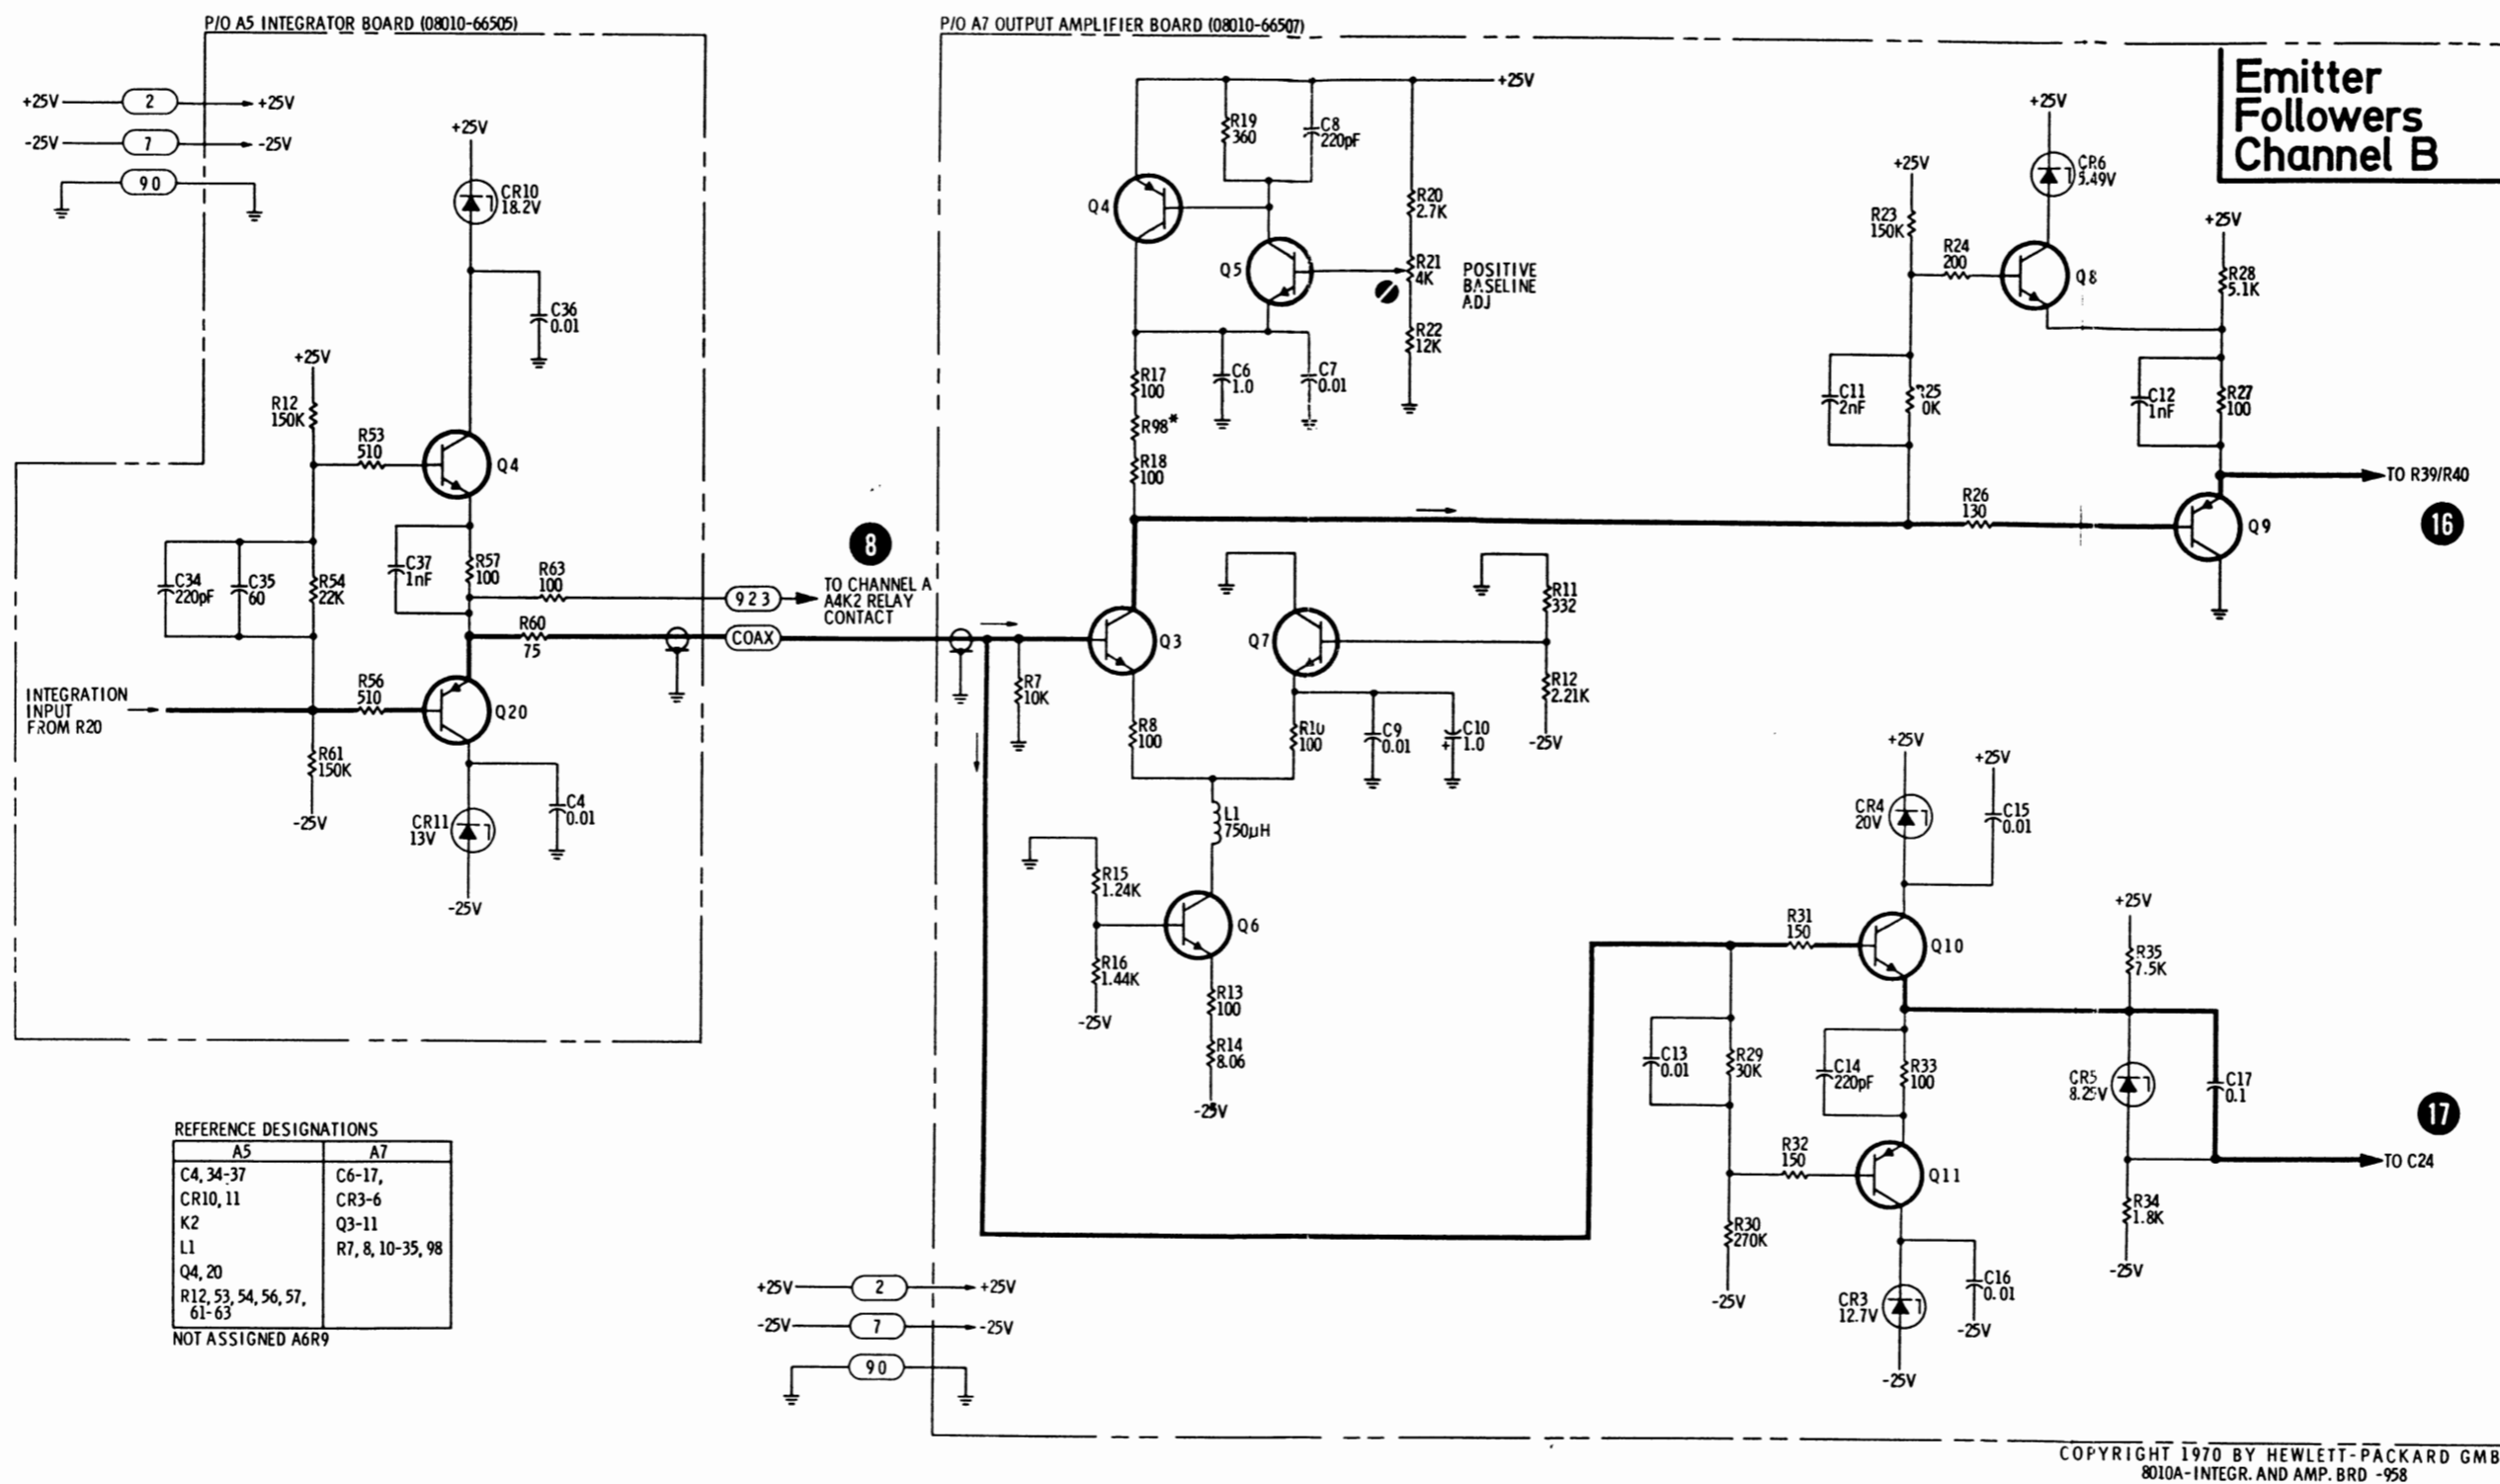 P/O A5 INTEGRATOR BOARD (08010-66505)
+25V 2 +25V
-25V 7 -25V
90
+25V
CR10
18.2V
C36
0.01
+25V
R12
150K
R53
510
Q4
C34
220pF
C35
60
R54
22K
C37
1nF
R57
100
R63
100
923
8
TO CHANNEL A
A4K2 RELAY
CONTACT
R60
75
COAX
INTEGRATION
INPUT
FROM R20
R56
510
Q20
R61
150K
-25V
CR11
13V
C4
0.01
-25V
REFERENCE DESIGNATIONS
A5 A7
C4, 34-37 C6-17,
CR10, 11 CR3-6
K2 Q3-11
L1 R7, 8, 10-35, 98
Q4, 20
R12, 53, 54, 56, 57,
61-63
NOT ASSIGNED A6R9
P/O A7 OUTPUT AMPLIFIER BOARD (08010-66507)
Emitter
Followers
Channel B
+25V
R19
360
C8
220pF
Q4
R20
2.7K
Q5
R21
4K
POSITIVE
BASELINE
ADJ
R22
12K
R17
100
C6
1.0
C7
0.01
R98*
R18
100
+25V
CR6
5.49V
+25V
R23
150K
R24
200
Q8
+25V
R28
5.1K
C11
2nF
C12
1nF
R27
100
TO R39/R40
R26
130
Q9
16
Q3
Q7
R11
332
R7
10K
R12
2.21K
R8
100
R10
100
C9
0.01
C10
+ 1.0
-25V
L1
750µH
R15
1.24K
Q6
R16
1.44K
-25V
R13
100
R14
8.06
-25V
+25V
+25V
CR4
20V
C15
0.01
R31
150
Q10
+25V
R35
7.5K
C13
0.01
R29
30K
C14
220pF
R33
100
CR5
8.25V
C17
0.1
17
R32
150
Q11
TO C24
R30
270K
-25V
R34
1.8K
-25V
CR3
12.7V
C16
0.01
-25V
-25V
+25V 2 +25V
-25V 7 -25V
90
COPYRIGHT 1970 BY HEWLETT-PACKARD GMB
8010A-INTEGR. AND AMP. BRD -958